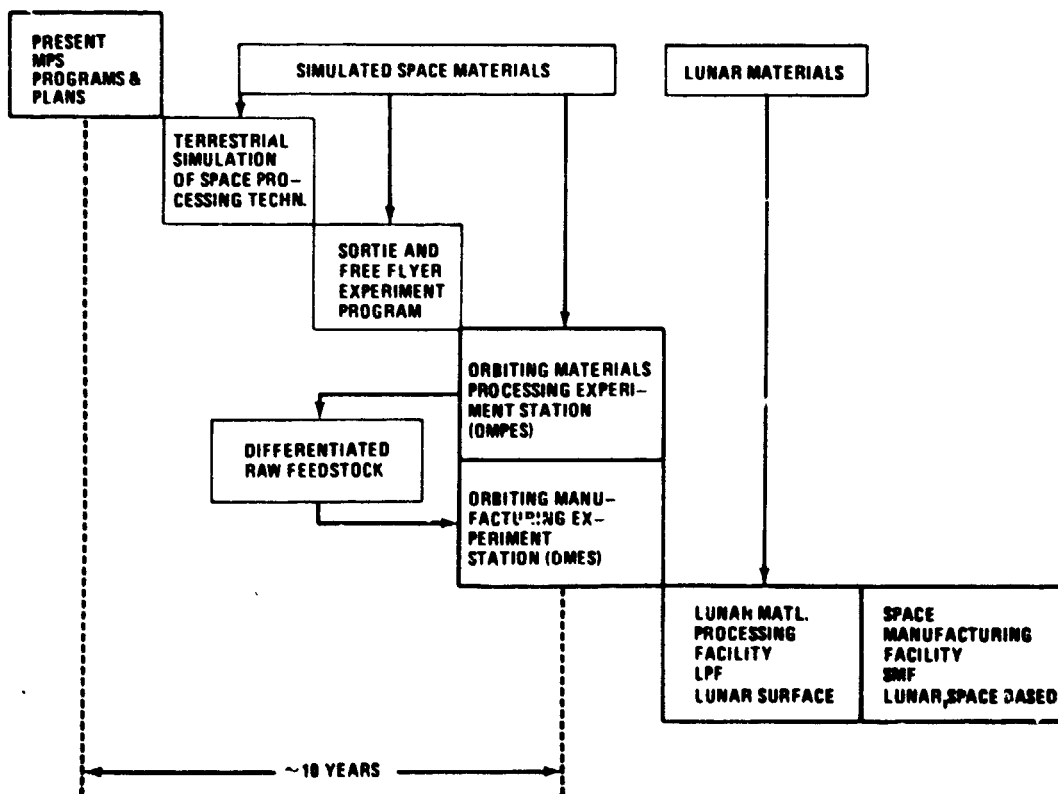 PRESENT
MPS
PROGRAMS &
PLANS
SIMULATED SPACE MATERIALS
LUNAR MATERIALS
TERRESTRIAL
SIMULATION
OF SPACE PRO–
CESSING TECHN.
SORTIE AND
FREE FLYER
EXPERIMENT
PROGRAM
ORBITING MATERIALS
PROCESSING EXPERI–
MENT STATION
(OMPES)
DIFFERENTIATED
RAW FEEDSTOCK
ORBITING MANU–
FACTURING EX–
PERIMENT
STATION (OMES)
LUNAR MATL.
PROCESSING
FACILITY
LPF
LUNAR SURFACE
SPACE
MANUFACTURING
FACILITY
SMF
LUNAR, SPACE BASED
~10 YEARS